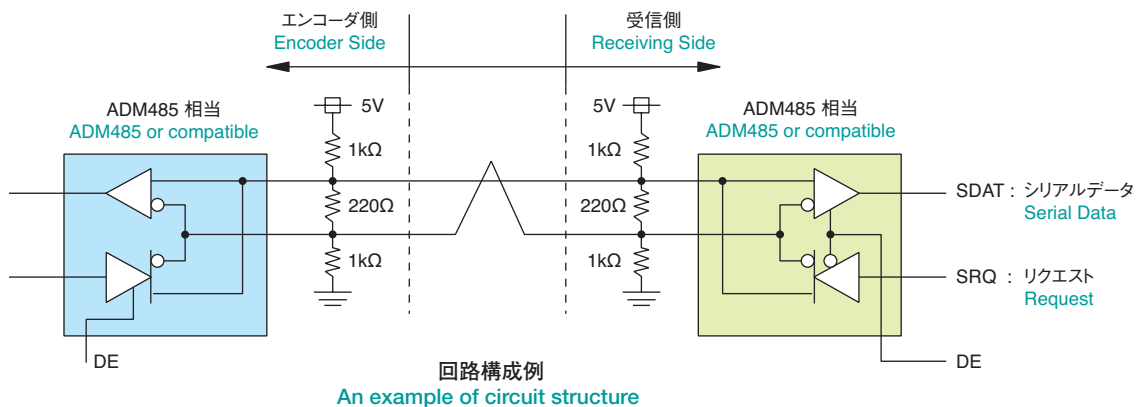 エンコーダ側
Encoder Side
受信側
Receiving Side
ADM485 相当
ADM485 or compatible
5V
1kΩ
220Ω
1kΩ
5V
1kΩ
220Ω
1kΩ
ADM485 相当
ADM485 or compatible
SDAT : シリアルデータ
Serial Data
SRQ : リクエスト
Request
DE
DE
回路構成例
An example of circuit structure